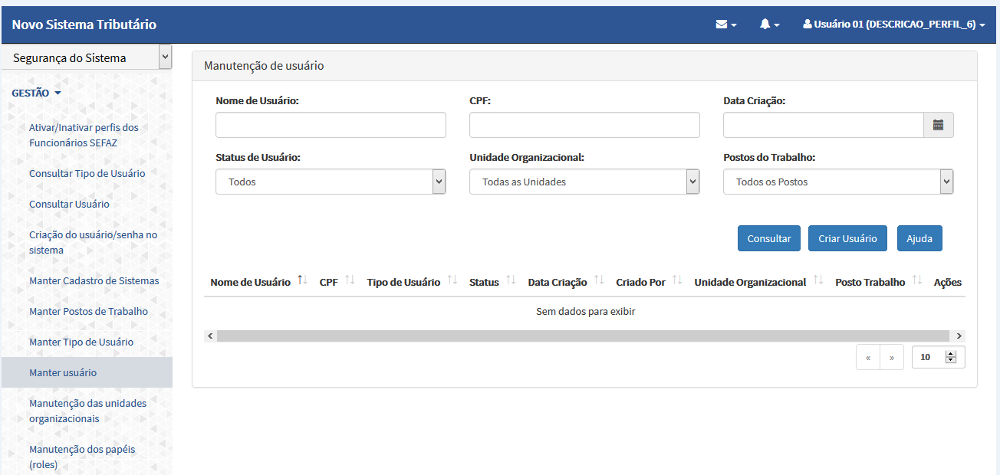 Novo Sistema Tributário
Usuário 01 (DESCRICAO_PERFIL_6)
Segurança do Sistema
GESTÃO
Ativar/Inativar perfis dos
Funcionários SEFAZ
Consultar Tipo de Usuário
Consultar Usuário
Criação do usuário/senha no
sistema
Manter Cadastro de Sistemas
Manter Postos de Trabalho
Manter Tipo de Usuário
Manter usuário
Manutenção das unidades
organizacionais
Manutenção dos papéis
(roles)
Manutenção de usuário
Nome de Usuário: CPF: Data Criação:
Status de Usuário: Unidade Organizacional: Postos do Trabalho:
Todos Todas as Unidades Todos os Postos
Consultar Criar Usuário Ajuda
Nome de Usuário CPF Tipo de Usuário Status Data Criação Criado Por Unidade Organizacional Posto Trabalho Ações
Sem dados para exibir
« » 10